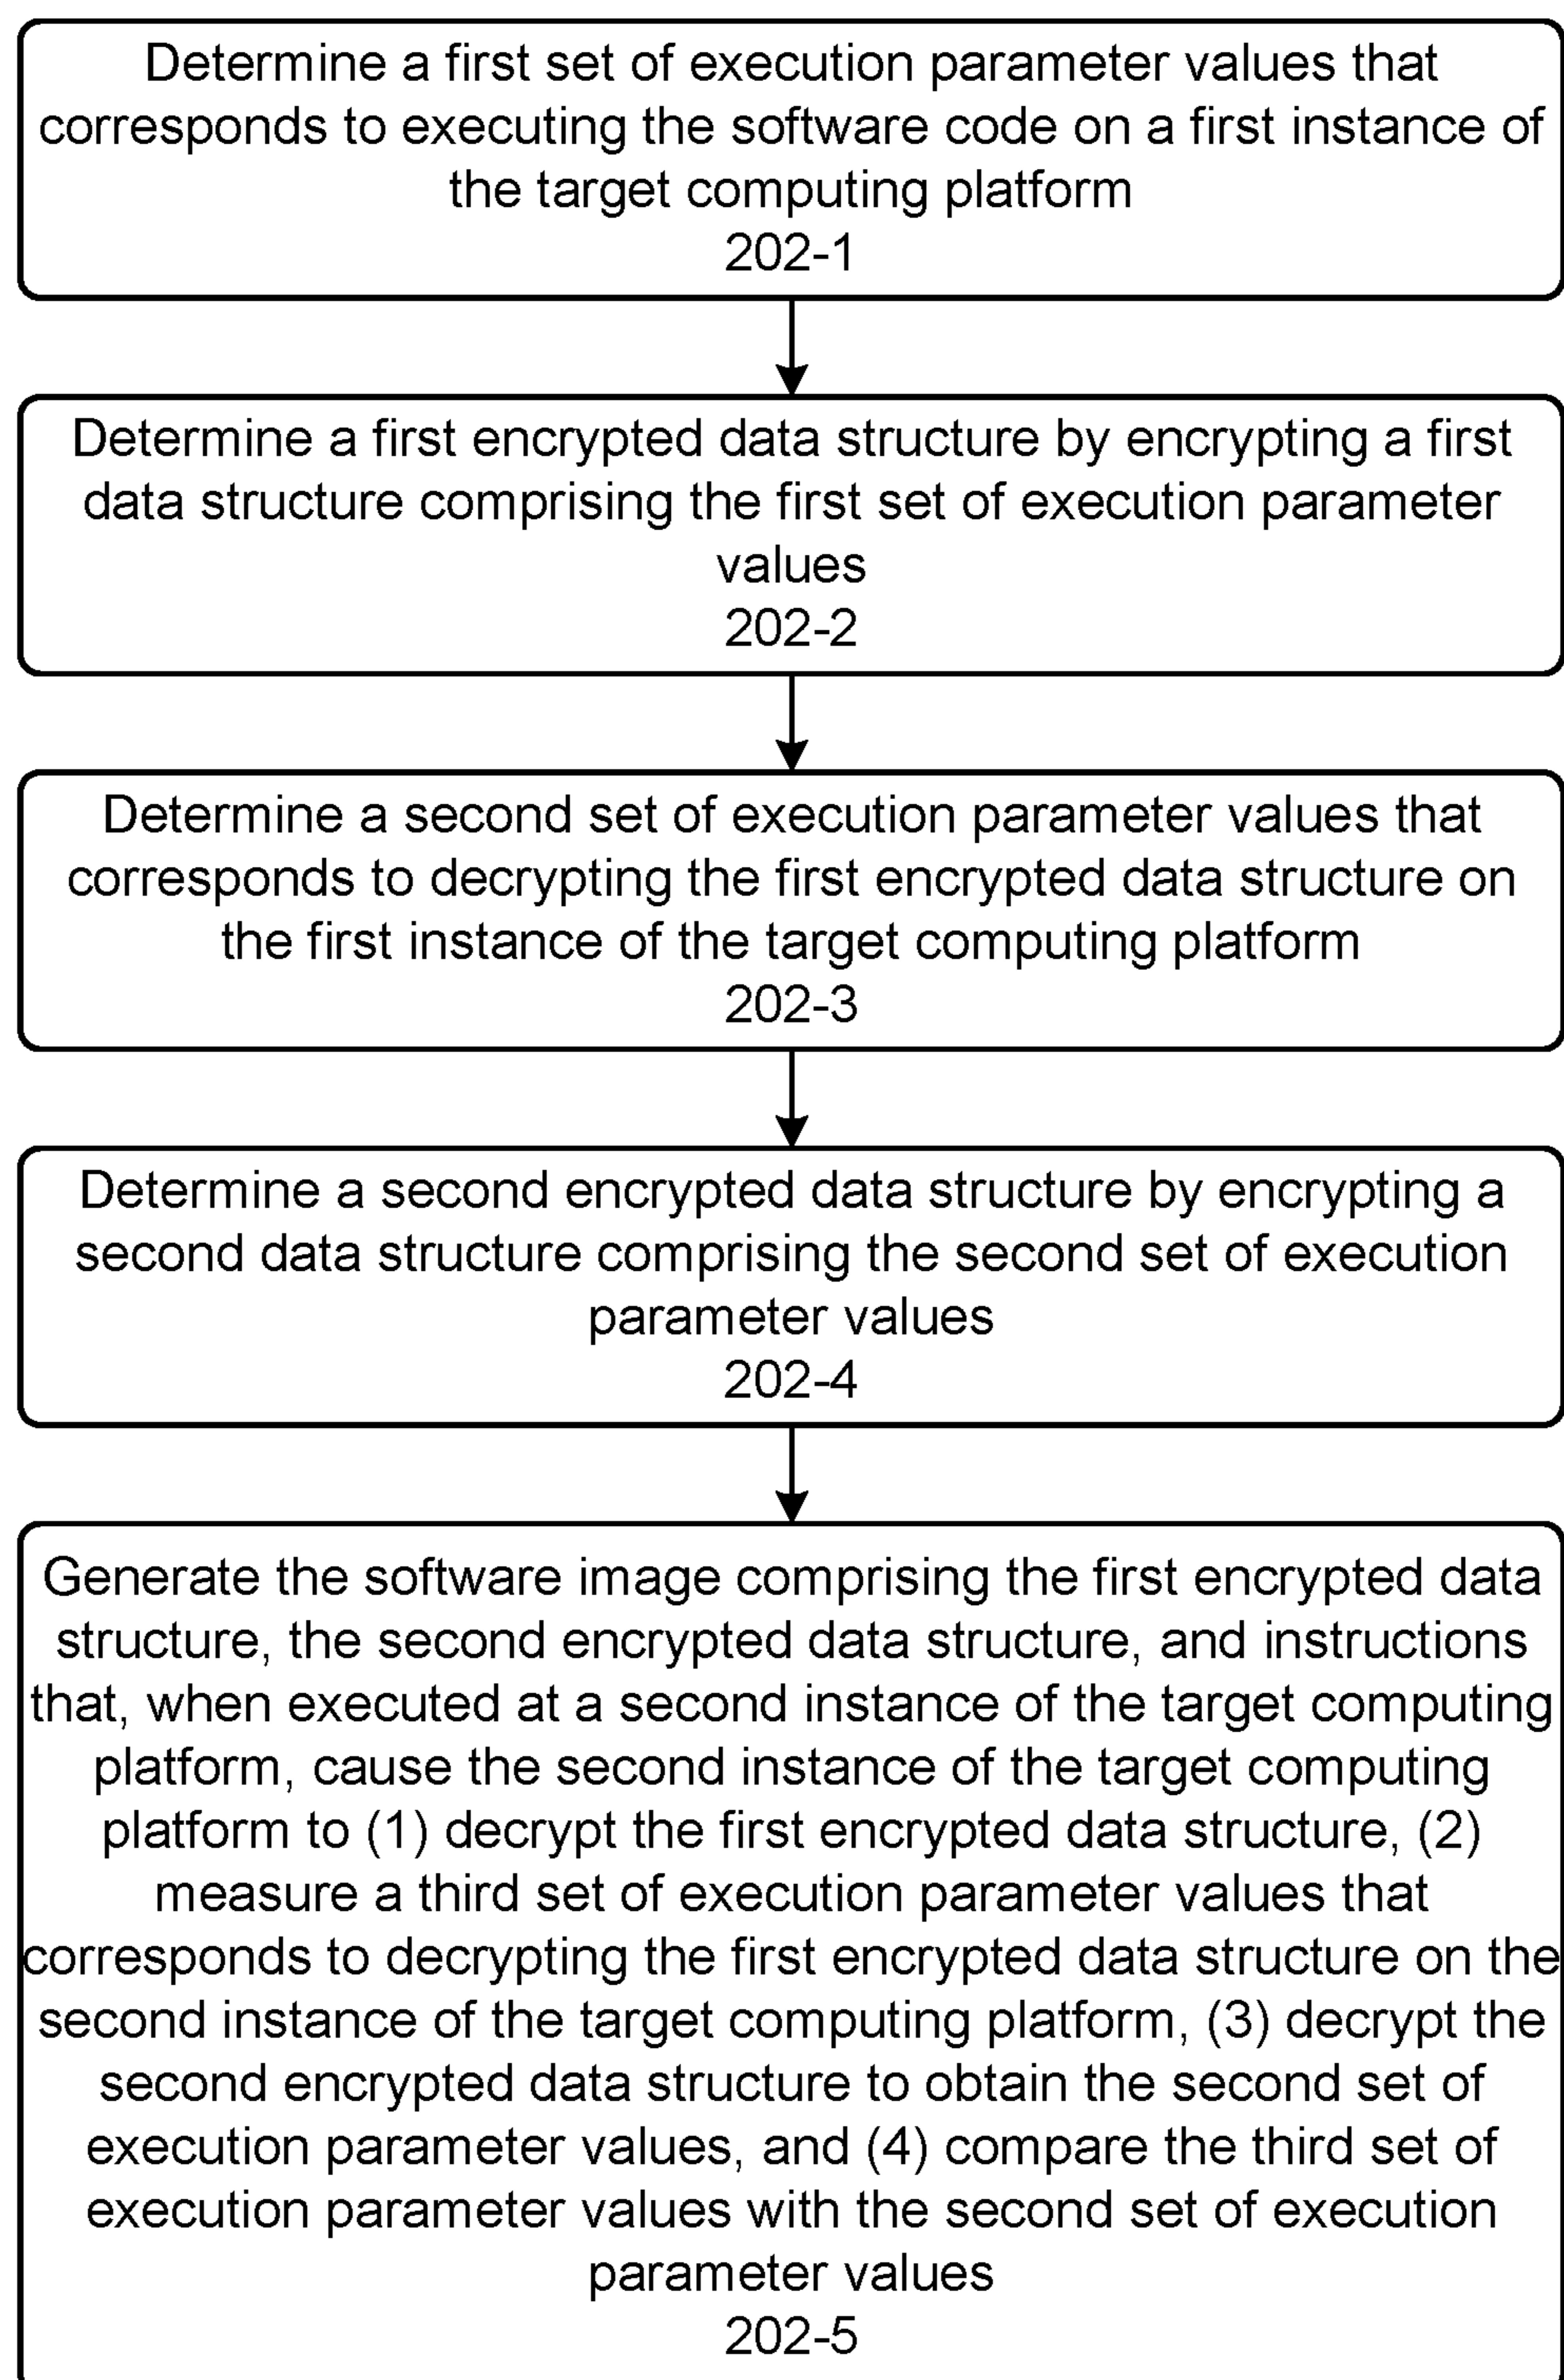 Determine a first set of execution parameter values that
corresponds to executing the software code on a first instance of
the target computing platform
202-1
Determine a first encrypted data structure by encrypting a first
data structure comprising the first set of execution parameter
values
202-2
Determine a second set of execution parameter values that
corresponds to decrypting the first encrypted data structure on
the first instance of the target computing platform
202-3
Determine a second encrypted data structure by encrypting a
second data structure comprising the second set of execution
parameter values
202-4
Generate the software image comprising the first encrypted data
structure, the second encrypted data structure, and instructions
that, when executed at a second instance of the target computing
platform, cause the second instance of the target computing
platform to (1) decrypt the first encrypted data structure, (2)
measure a third set of execution parameter values that
corresponds to decrypting the first encrypted data structure on the
second instance of the target computing platform, (3) decrypt the
second encrypted data structure to obtain the second set of
execution parameter values, and (4) compare the third set of
execution parameter values with the second set of execution
parameter values
202-5